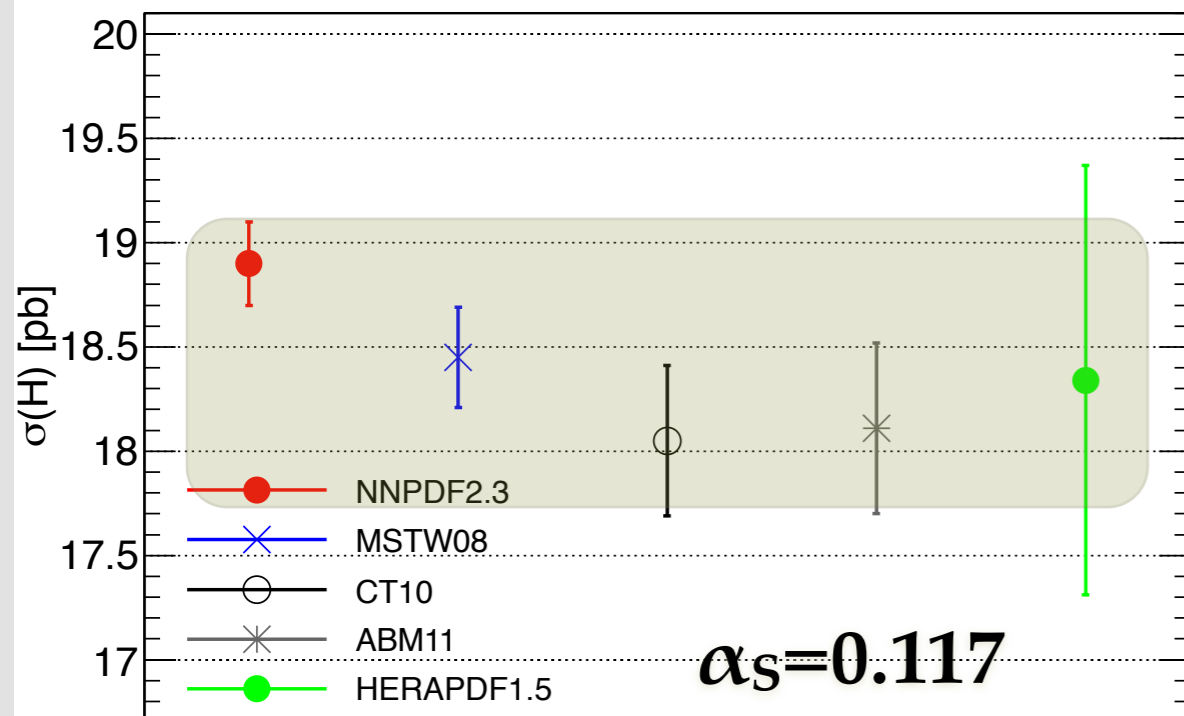 20
19.5
19
18.5
18
17.5
17
σ(H) [pb]
NNPDF2.3
MSTW08
CT10
ABM11
HERAPDF1.5
αS=0.117